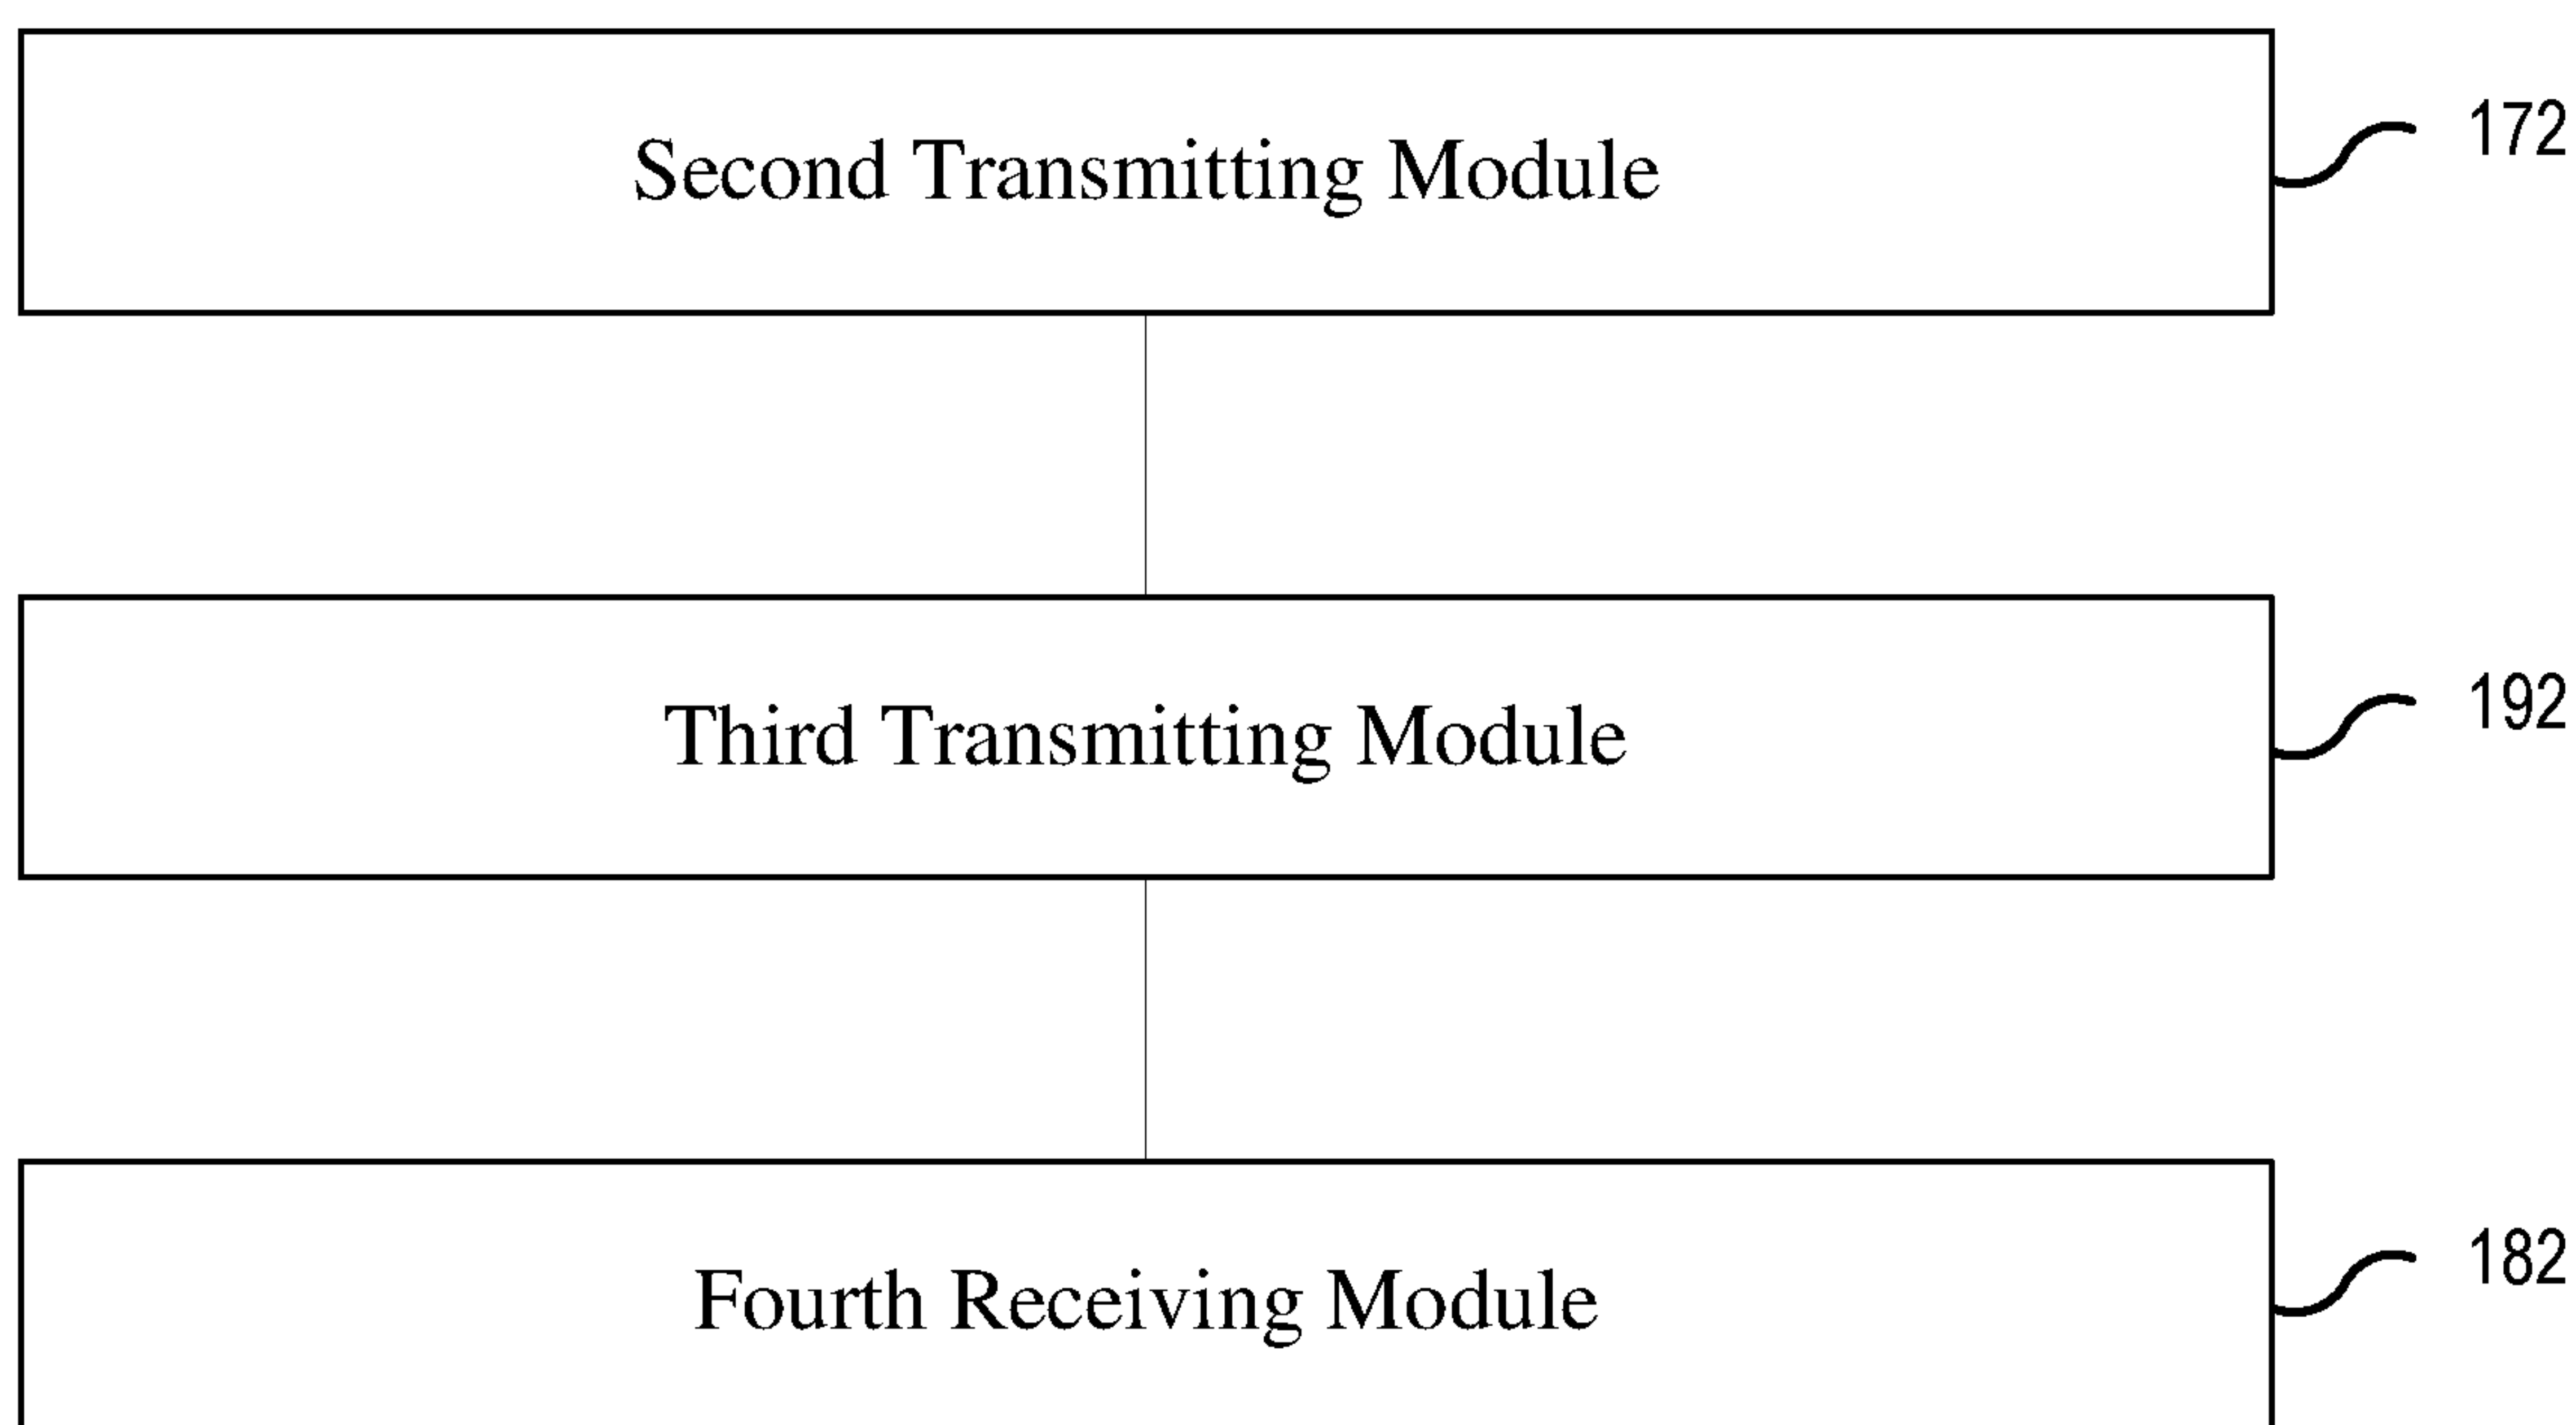 Second Transmitting Module 172
Third Transmitting Module 192
Fourth Receiving Module 182